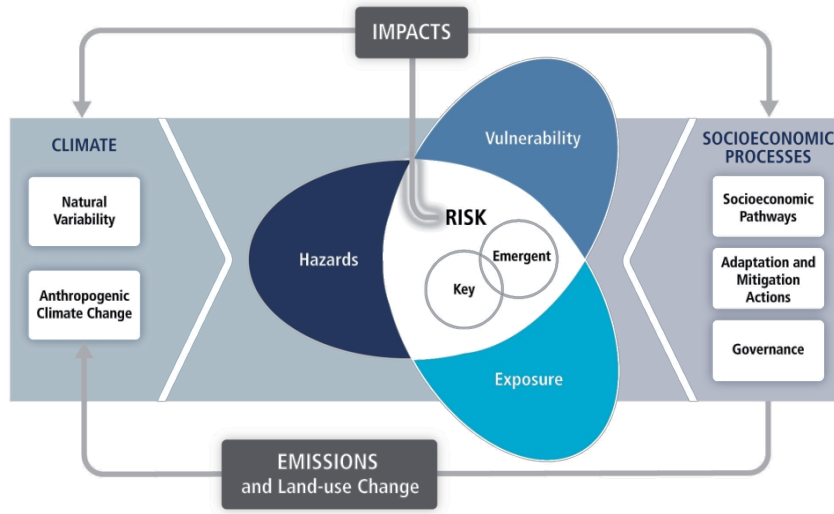 IMPACTS
CLIMATE
Natural
Variability
Anthropogenic
Climate Change
Vulnerability
Hazards
RISK
Emergent
Key
Exposure
SOCIOECONOMIC
PROCESSES
Socioeconomic
Pathways
Adaptation and
Mitigation
Actions
Governance
EMISSIONS
and Land-use Change